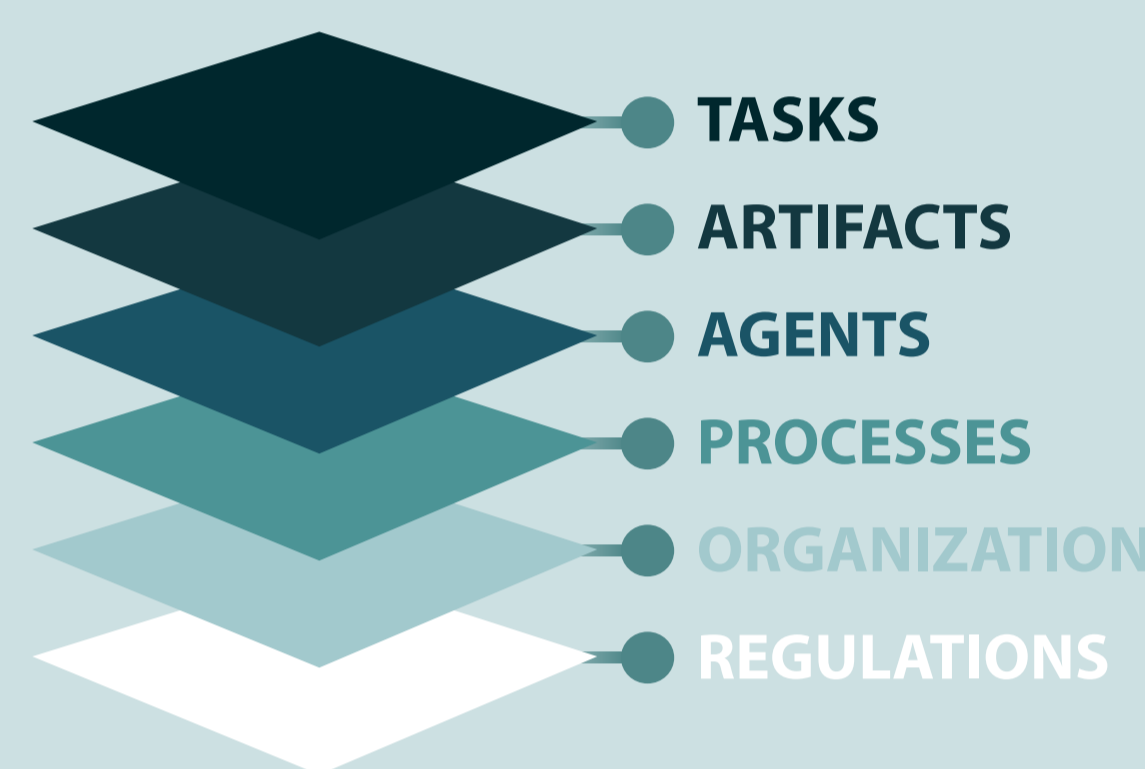 TASKS
ARTIFACTS
AGENTS
PROCESSES
ORGANIZATION
REGULATIONS